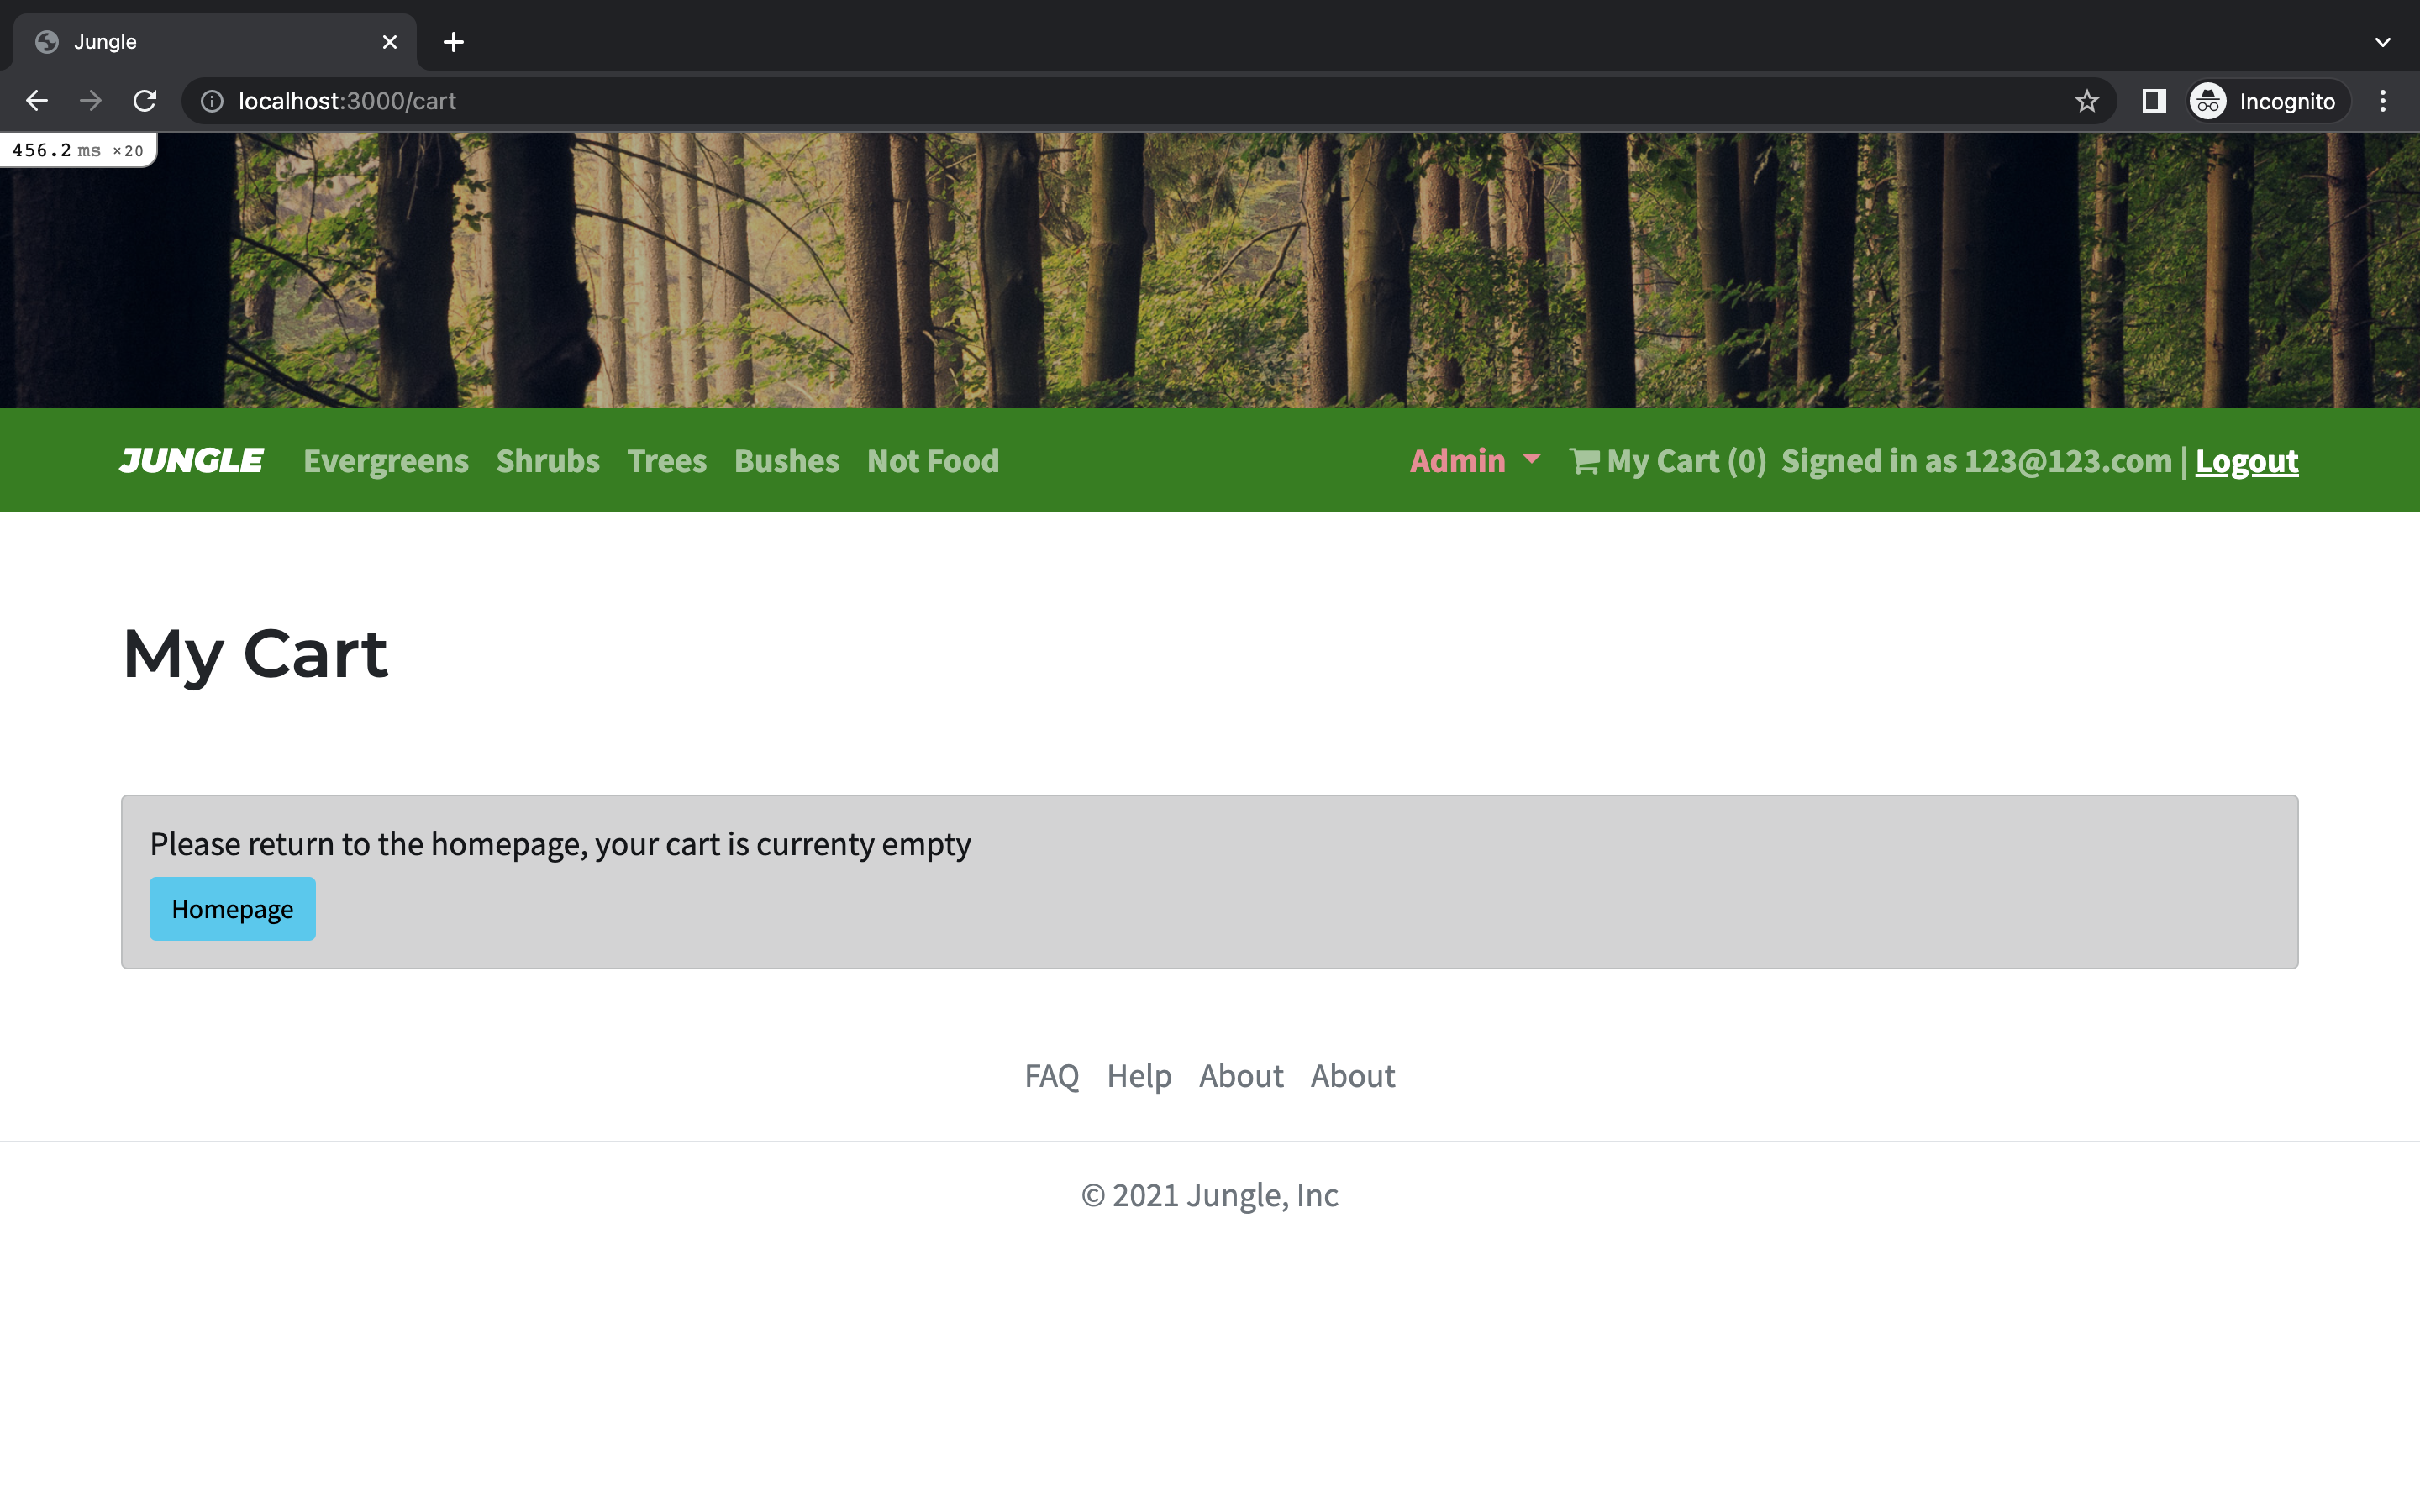 Jungle
localhost:3000/cart
Incognito
456.2 ms ×20
JUNGLE Evergreens Shrubs Trees Bushes Not Food Admin My Cart (0) Signed in as 123@123.com | Logout
My Cart
Please return to the homepage, your cart is currenty empty
Homepage
FAQ Help About About
© 2021 Jungle, Inc